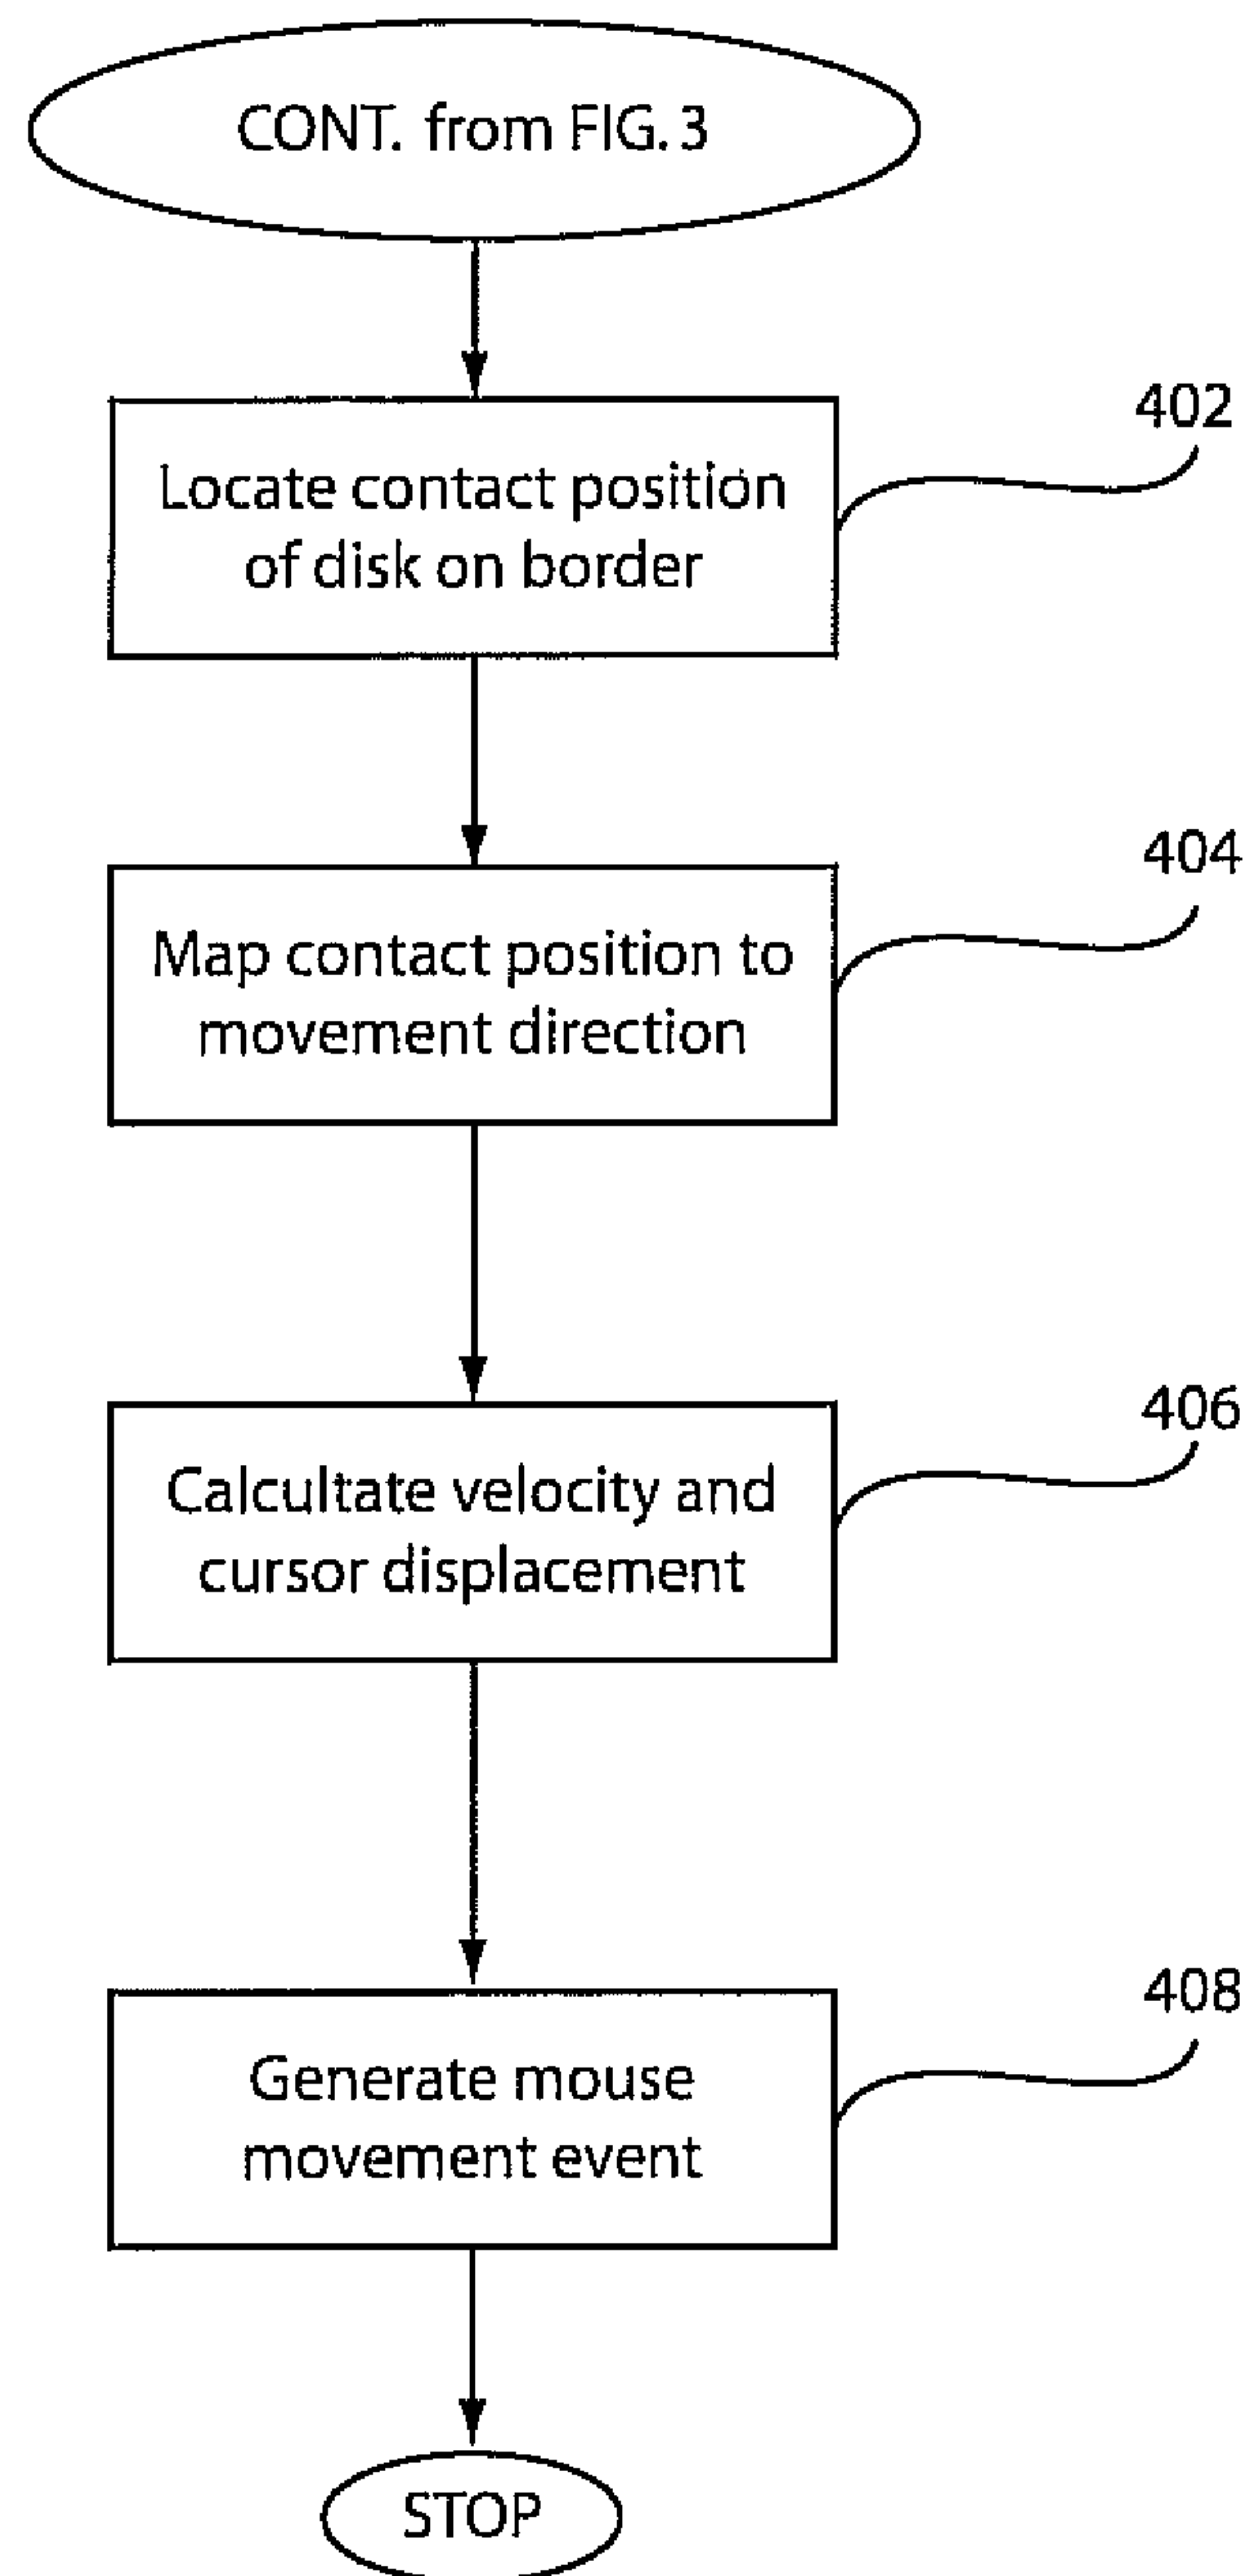 CONT. from FIG. 3
402
Locate contact position
of disk on border
404
Map contact position to
movement direction
406
Calcultate velocity and
cursor displacement
408
Generate mouse
movement event
STOP